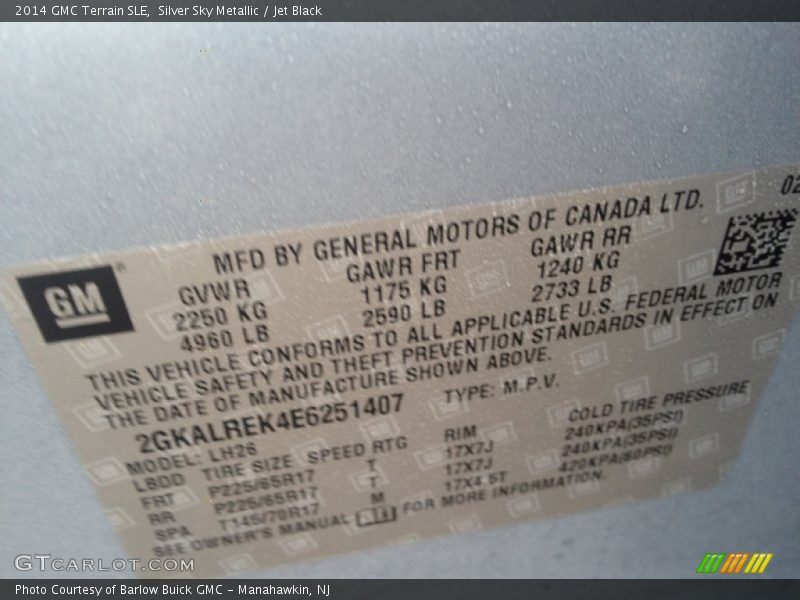 2014 GMC Terrain SLE,  Silver Sky Metallic / Jet Black
02
MFD BY GENERAL MOTORS OF CANADA LTD.
GM
GVWR GAWR FRT GAWR RR
2250 KG 1175 KG 1240 KG
4960 LB 2590 LB 2733 LB
THIS VEHICLE CONFORMS TO ALL APPLICABLE U.S. FEDERAL MOTOR
VEHICLE SAFETY AND THEFT PREVENTION STANDARDS IN EFFECT ON
THE DATE OF MANUFACTURE SHOWN ABOVE.
2GKALREK4E6251407 TYPE: M.P.V.
MODEL: LH26
LBDD TIRE SIZE SPEED RTG RIM COLD TIRE PRESSURE
FRT P225/65R17 T 17X7J 240KPA(35PSI)
RR P225/65R17 T 17X7J 240KPA(35PSI)
SPA T145/70R17 M 17X4.5T 420KPA(60PSI)
SEE OWNER'S MANUAL FOR MORE INFORMATION.
GTCARLOT.COM
Photo Courtesy of Barlow Buick GMC – Manahawkin, NJ